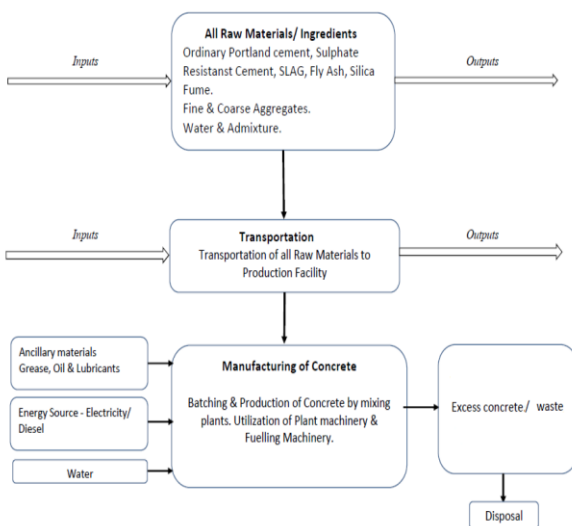 All Raw Materials/ Ingredients
Inputs
Ordinary Portland cement, Sulphate
Resistanst Cement, SLAG, Fly Ash, Silica
Fume.
Fine & Coarse Aggregates.
Water & Admixture.
Outputs
Inputs
Transportation
Transportation of all Raw Materials to
Production Facility
Outputs
Ancillary materials
Grease, Oil & Lubricants
Energy Source - Electricity/
Diesel
Water
Manufacturing of Concrete
Batching & Production of Concrete by mixing
plants. Utilization of Plant machinery &
Fuelling Machinery.
Excess concrete / waste
Disposal